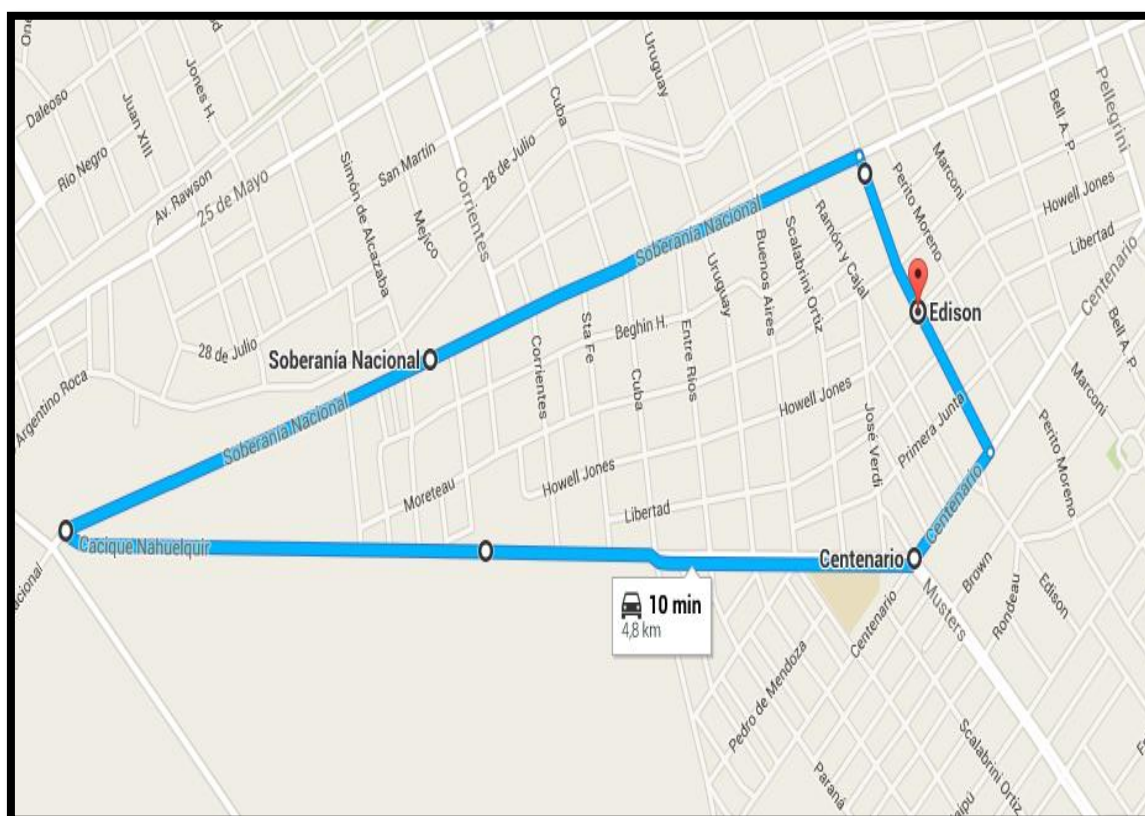 One
Daleoso
Río Negro
Juan XIII
Jones H.
Av. Rawson
25 de Mayo
Simón de Alcazaba
San Martín
Mejico
Corrientes
28 de Julio
Cuba
Uruguay
Pellegrini
Bell A. P.
Marconi
Perito Moreno
Howell Jones
Libertad
Centenario
Ramón y Cajal
Scalabrini Ortiz
Buenos Aires
Uruguay
Soberanía Nacional
Edison
Bell A. P.
Marconi
28 de Julio
Argentino Roca
Soberanía Nacional
Soberanía Nacional
Beghin H.
Sta Fe
Corrientes
Cuba
Entre Ríos
Howell Jones
José Verdi
Primera Junta
Perito Moreno
Moreteau
Howell Jones
Libertad
Centenario
Cacique Nahuelquir
Centenario
10 min
4,8 km
nacional
Centenario
Musters
Brown
Rondeau
Edison
Pedro de Mendoza
Paraná
Scalabrini Ortiz